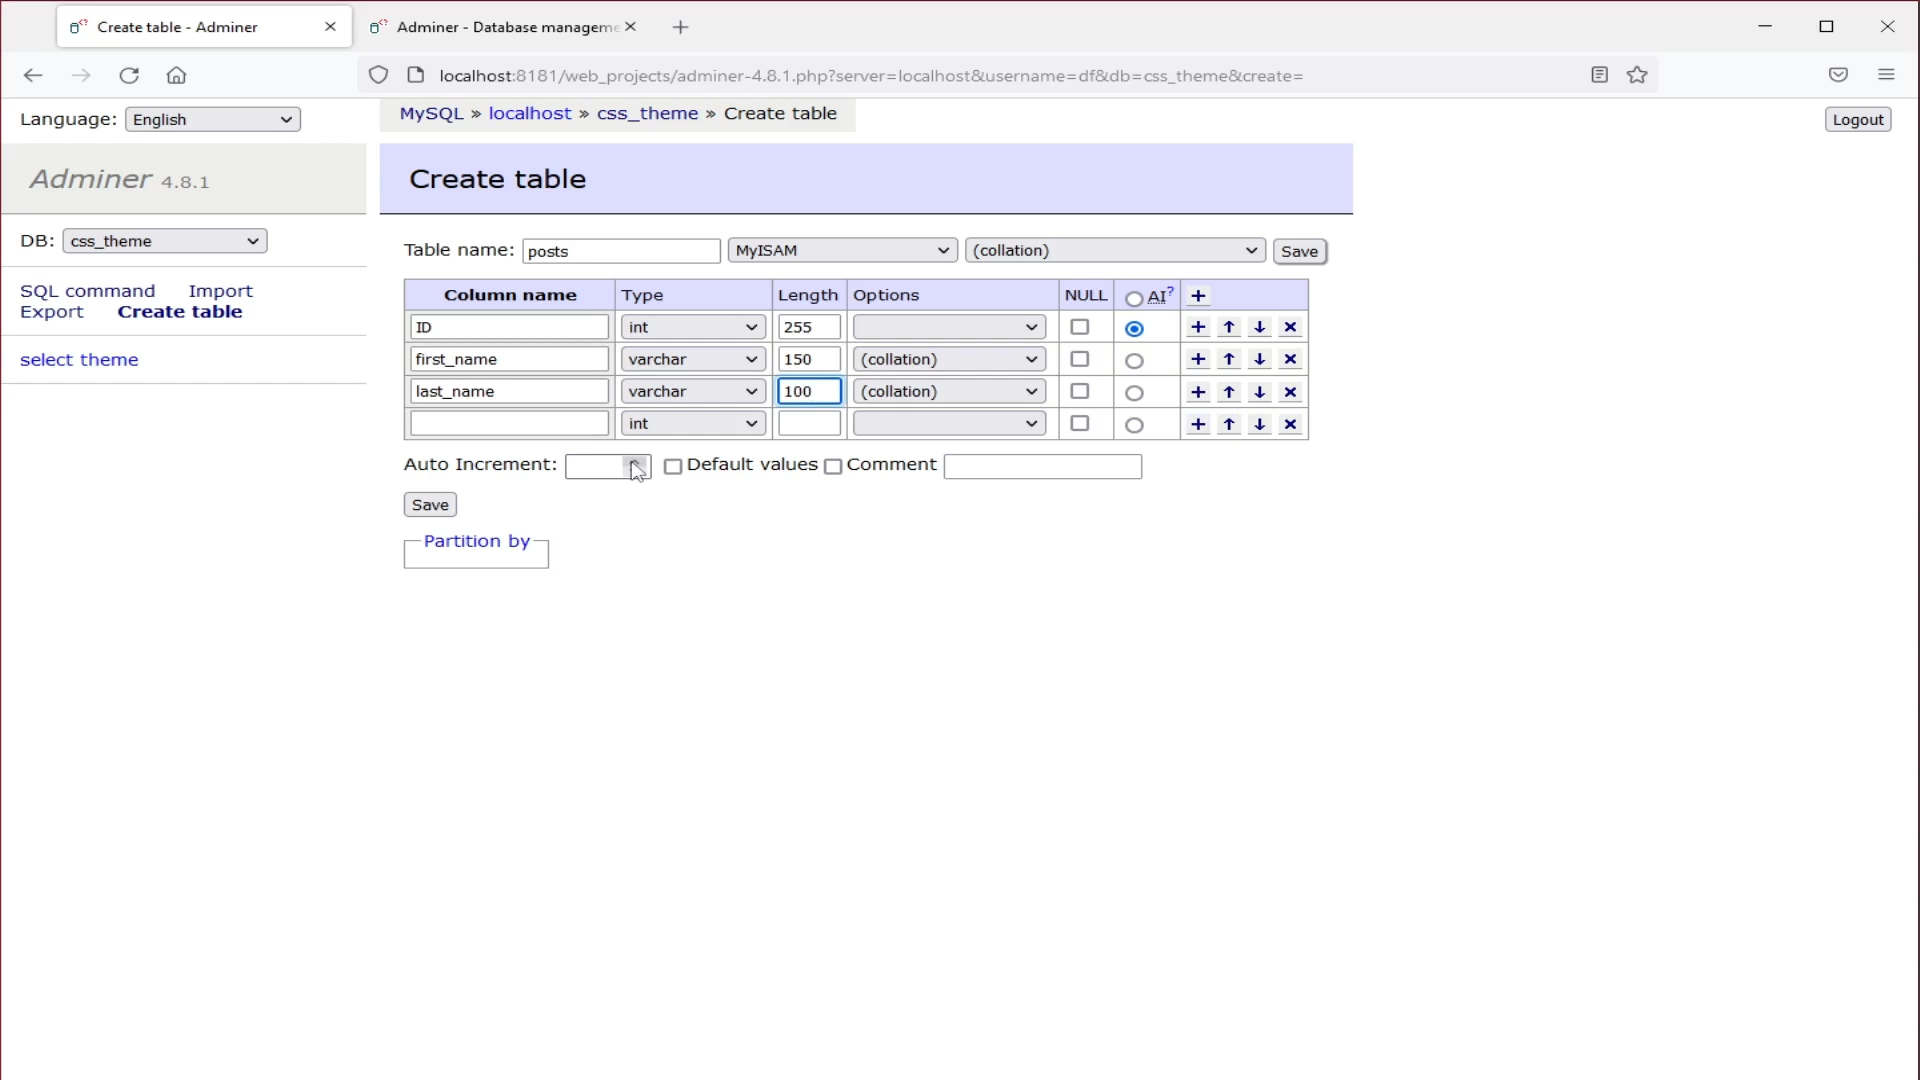 Create table - Adminer
Adminer - Database manageme
localhost:8181/web_projects/adminer-4.8.1.php?server=localhost&username=df&db=css_theme&create=
Language: English
MySQL » localhost » css_theme » Create table
Logout
Adminer 4.8.1
Create table
DB: css_theme
Table name: posts MyISAM (collation) Save
SQL command Import
Export Create table
select theme
Column name Type Length Options NULL AI?
ID int 255
first_name varchar 150 (collation)
last_name varchar 100 (collation)
int
Auto Increment: Default values Comment
Save
Partition by